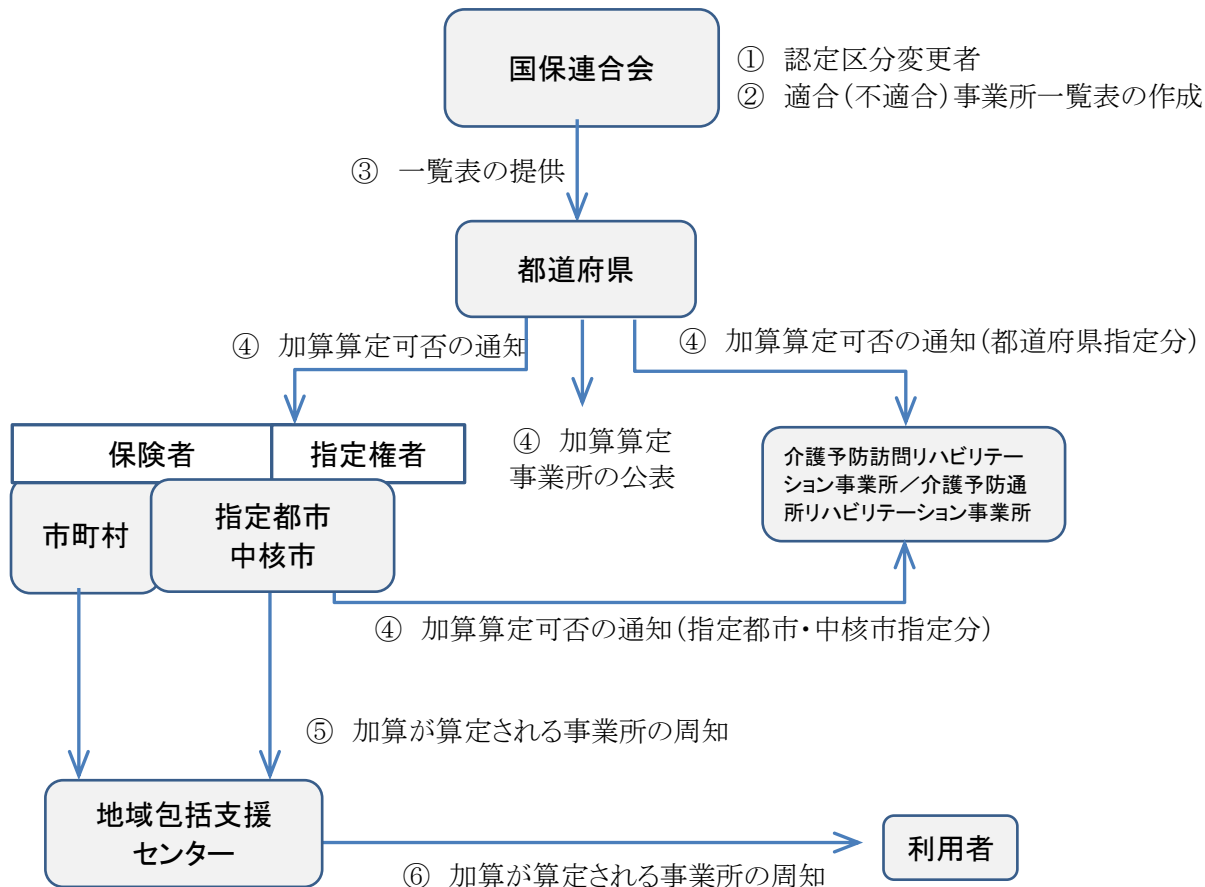 国保連合会
① 認定区分変更者
② 適合(不適合)事業所一覧表の作成
③ 一覧表の提供
都道府県
④ 加算算定可否の通知
④ 加算算定可否の通知(都道府県指定分)
保険者
指定権者
④ 加算算定
事業所の公表
介護予防訪問リハビリテー
ション事業所／介護予防通
所リハビリテーション事業所
市町村
指定都市
中核市
④ 加算算定可否の通知(指定都市・中核市指定分)
⑤ 加算が算定される事業所の周知
地域包括支援
センター
利用者
⑥ 加算が算定される事業所の周知